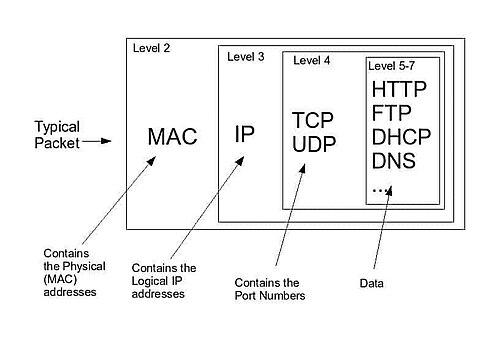 Level 2
Level 3
Level 4
Level 5-7
Typical
Packet
MAC
IP
TCP
UDP
HTTP
FTP
DHCP
DNS
...
Contains
the Physical
(MAC)
addresses
Contains the
Logical IP
addresses
Contains the
Port Numbers
Data